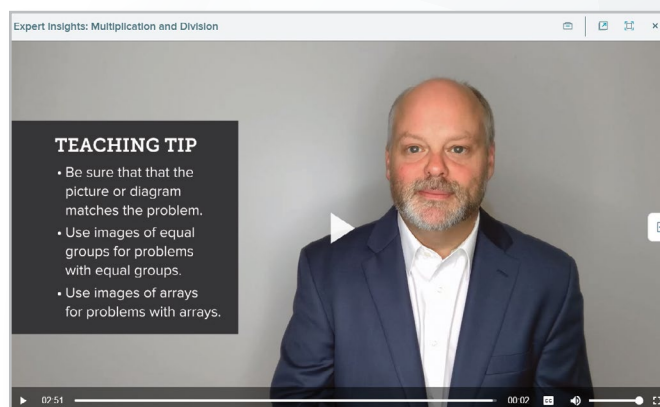 Expert Insights: Multiplication and Division
TEACHING TIP
• Be sure that that the
picture or diagram
matches the problem.
• Use images of equal
groups for problems
with equal groups.
• Use images of arrays
for problems with arrays.
02:51 00:02 CC